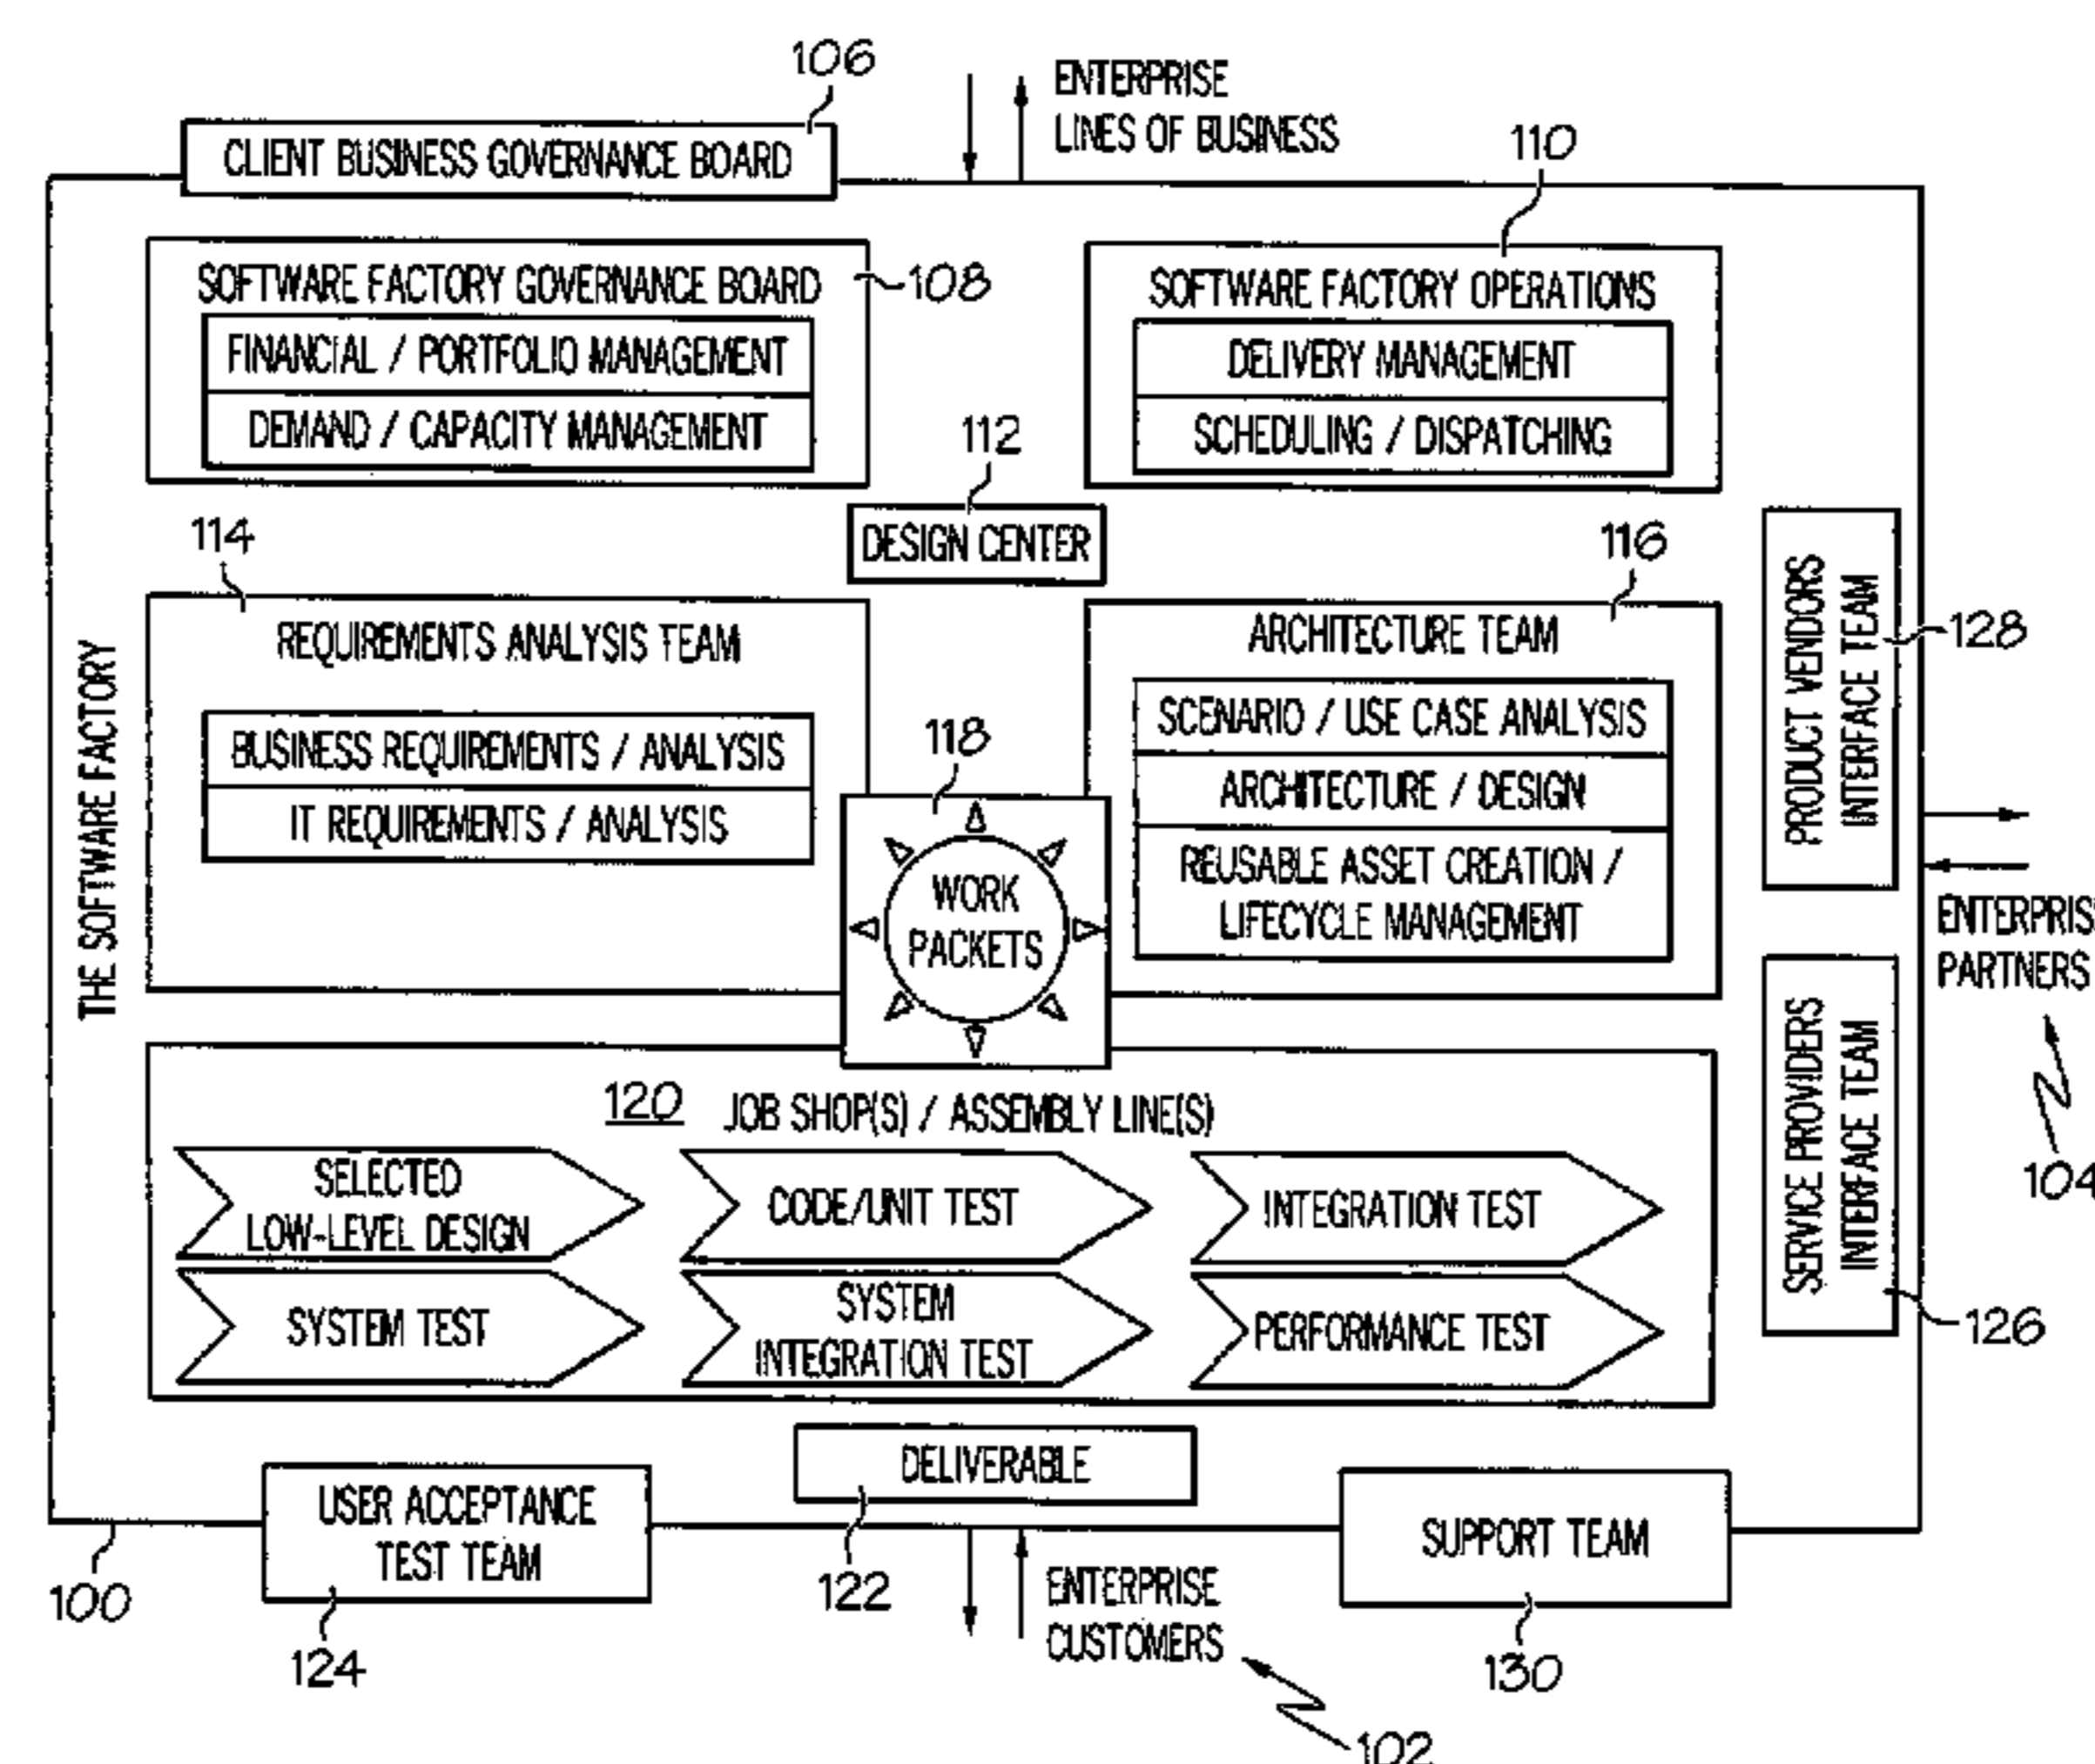 106
ENTERPRISE
LINES OF BUSINESS
CLIENT BUSINESS GOVERNANCE BOARD
110
SOFTWARE FACTORY GOVERNANCE BOARD
108
FINANCIAL / PORTFOLIO MANAGEMENT
DEMAND / CAPACITY MANAGEMENT
SOFTWARE FACTORY OPERATIONS
DELIVERY MANAGEMENT
SCHEDULING / DISPATCHING
112
DESIGN CENTER
114
116
THE SOFTWARE FACTORY
REQUIREMENTS ANALYSIS TEAM
BUSINESS REQUIREMENTS / ANALYSIS
IT REQUIREMENTS / ANALYSIS
118
WORK
PACKETS
ARCHITECTURE TEAM
SCENARIO / USE CASE ANALYSIS
ARCHITECTURE / DESIGN
REUSABLE ASSET CREATION /
LIFECYCLE MANAGEMENT
PRODUCT VENDORS
INTERFACE TEAM
128
ENTERPRIS
PARTNERS
104
SERVICE PROVIDERS
INTERFACE TEAM
126
120 JOB SHOP(S) / ASSEMBLY LINE(S)
SELECTED
LOW-LEVEL DESIGN
CODE/UNIT TEST
INTEGRATION TEST
SYSTEM TEST
SYSTEM
INTEGRATION TEST
PERFORMANCE TEST
DELIVERABLE
122
USER ACCEPTANCE
TEST TEAM
SUPPORT TEAM
100
124
ENTERPRISE
CUSTOMERS
102
130